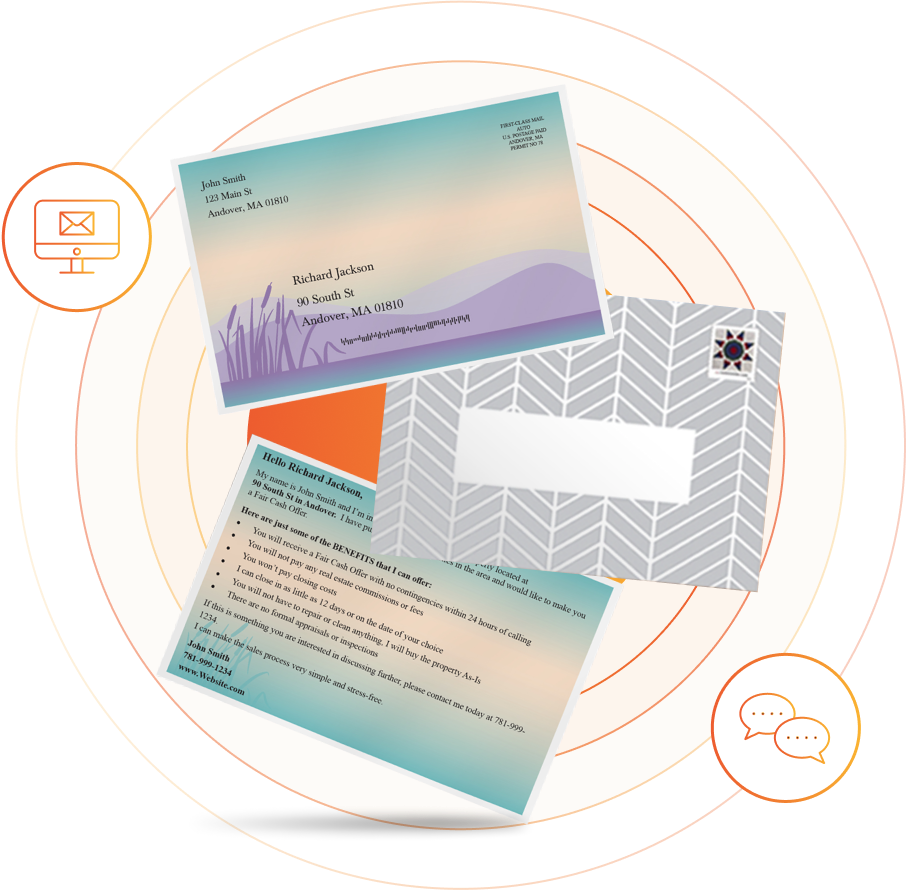 John Smith
123 Main St
Andover, MA 01810
FIRST-CLASS MAIL
AUTO
U.S. POSTAGE PAID
ANDOVER, MA
PERMIT NO 78
Richard Jackson
90 South St
Andover, MA 01810
Hello Richard Jackson,
My name is John Smith and I'm in
perty located at
90 South St in Andover. I have pu
es in the area and would like to make you
a Fair Cash Offer.
Here are just some of the BENEFITS that I can offer:
• You will receive a Fair Cash Offer with no contingencies within 24 hours of calling
• You will not pay any real estate commissions or fees
• You won't pay closing costs
• I can close in as little as 12 days or on the date of your choice
• You will not have to repair or clean anything, I will buy the property As-Is
• There are no formal appraisals or inspections
If this is something you are interested in discussing further, please contact me today at 781-999-
1234.
I can make the sales process very simple and stress-free.
John Smith
781-999-1234
www.Website.com